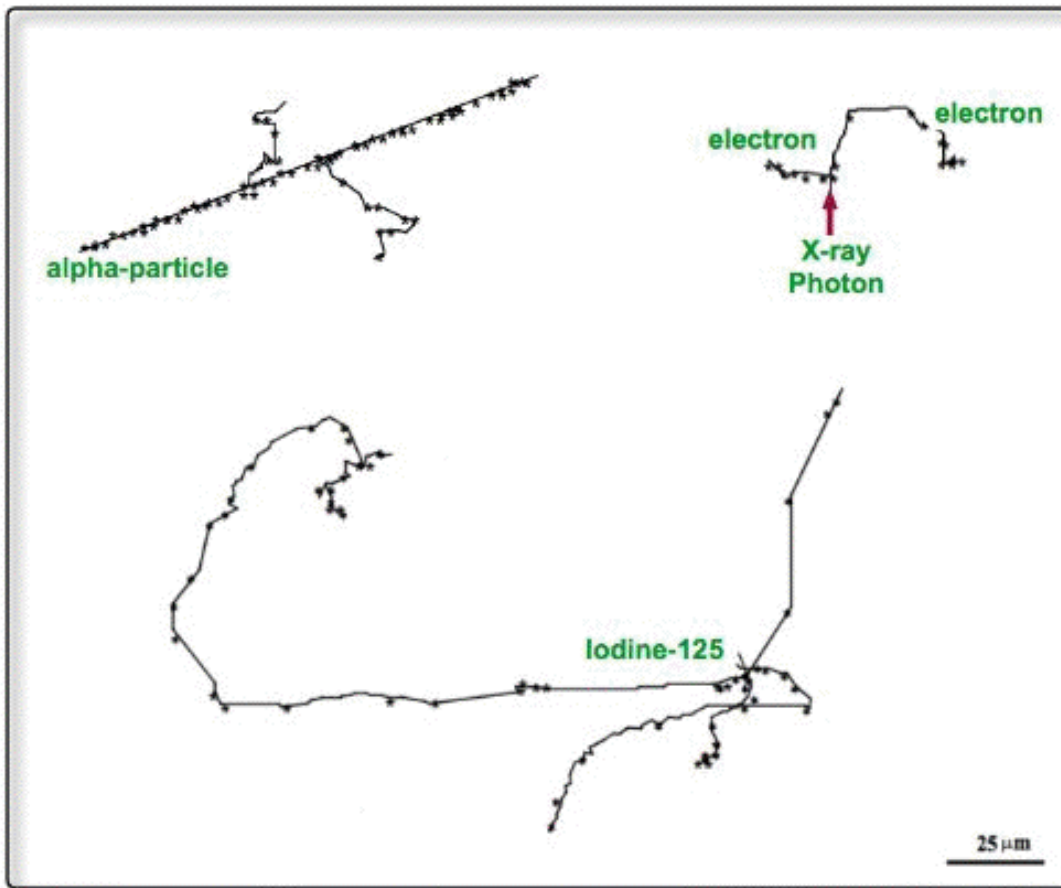 electron
electron
alpha-particle
X-ray
Photon
Iodine-125
25 μm